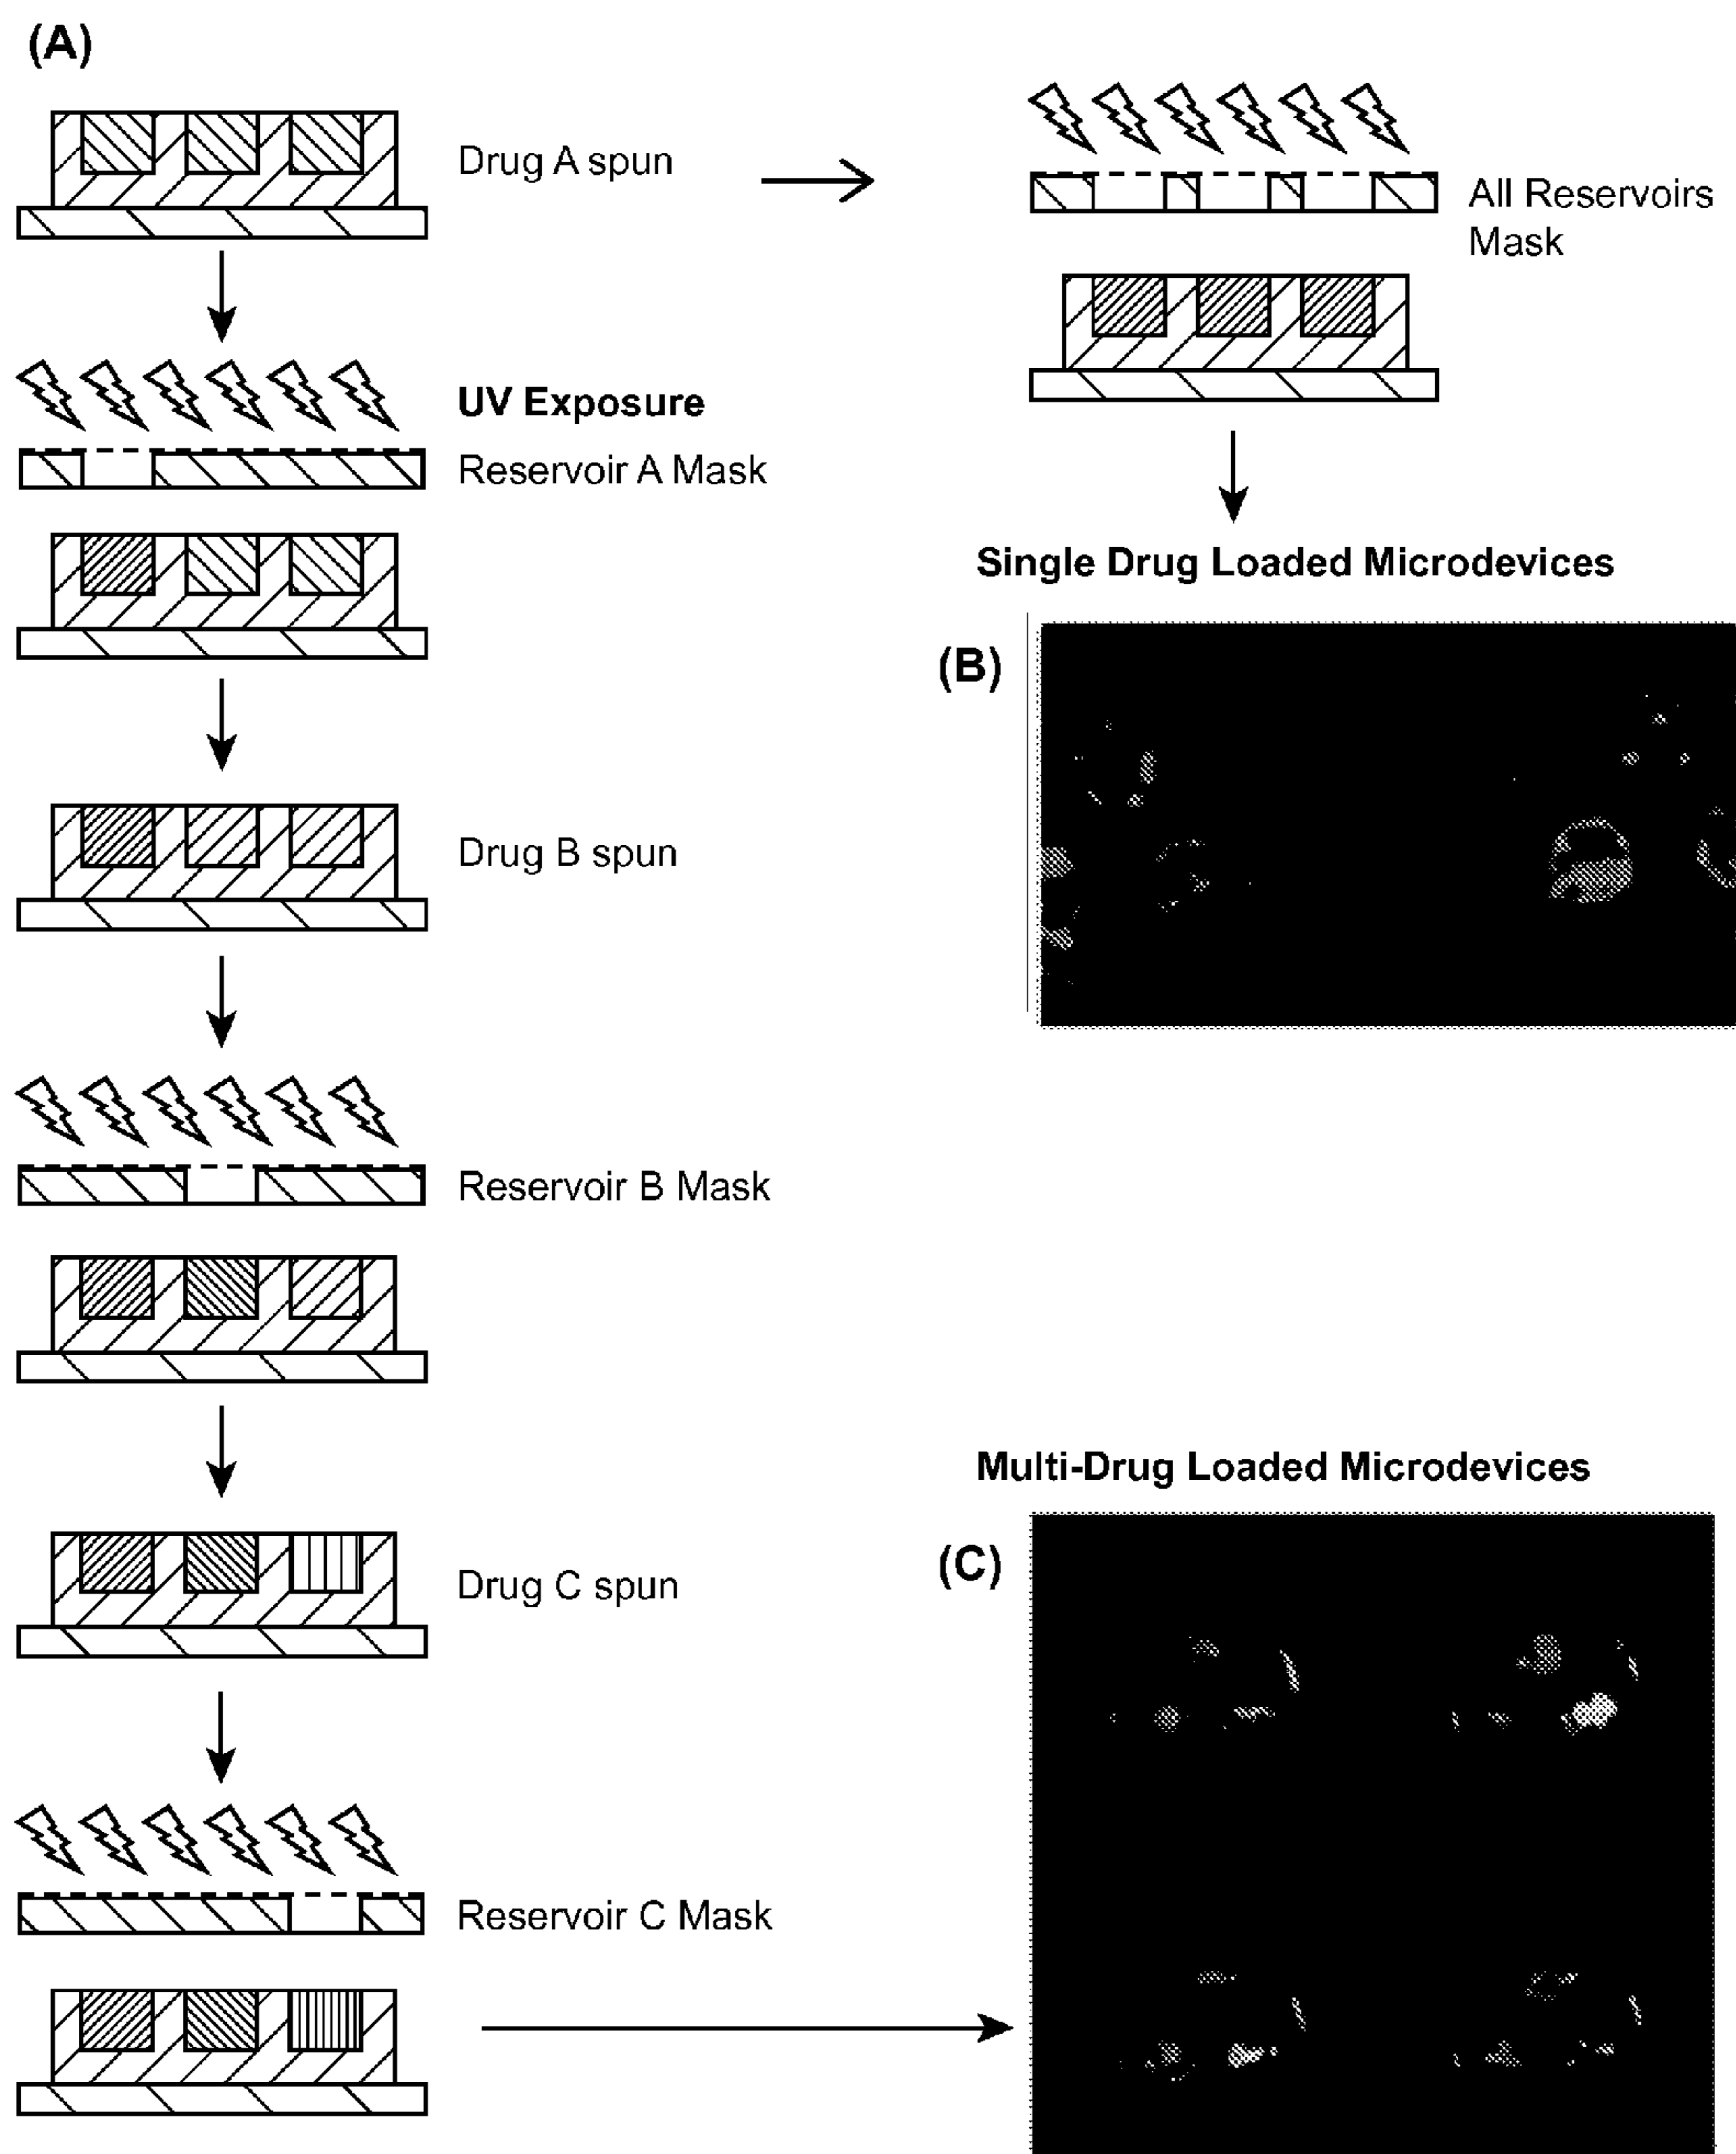 (A)
Drug A spun
All Reservoirs
Mask
UV Exposure
Reservoir A Mask
Single Drug Loaded Microdevices
(B)
Drug B spun
Reservoir B Mask
Multi-Drug Loaded Microdevices
(C)
Drug C spun
Reservoir C Mask